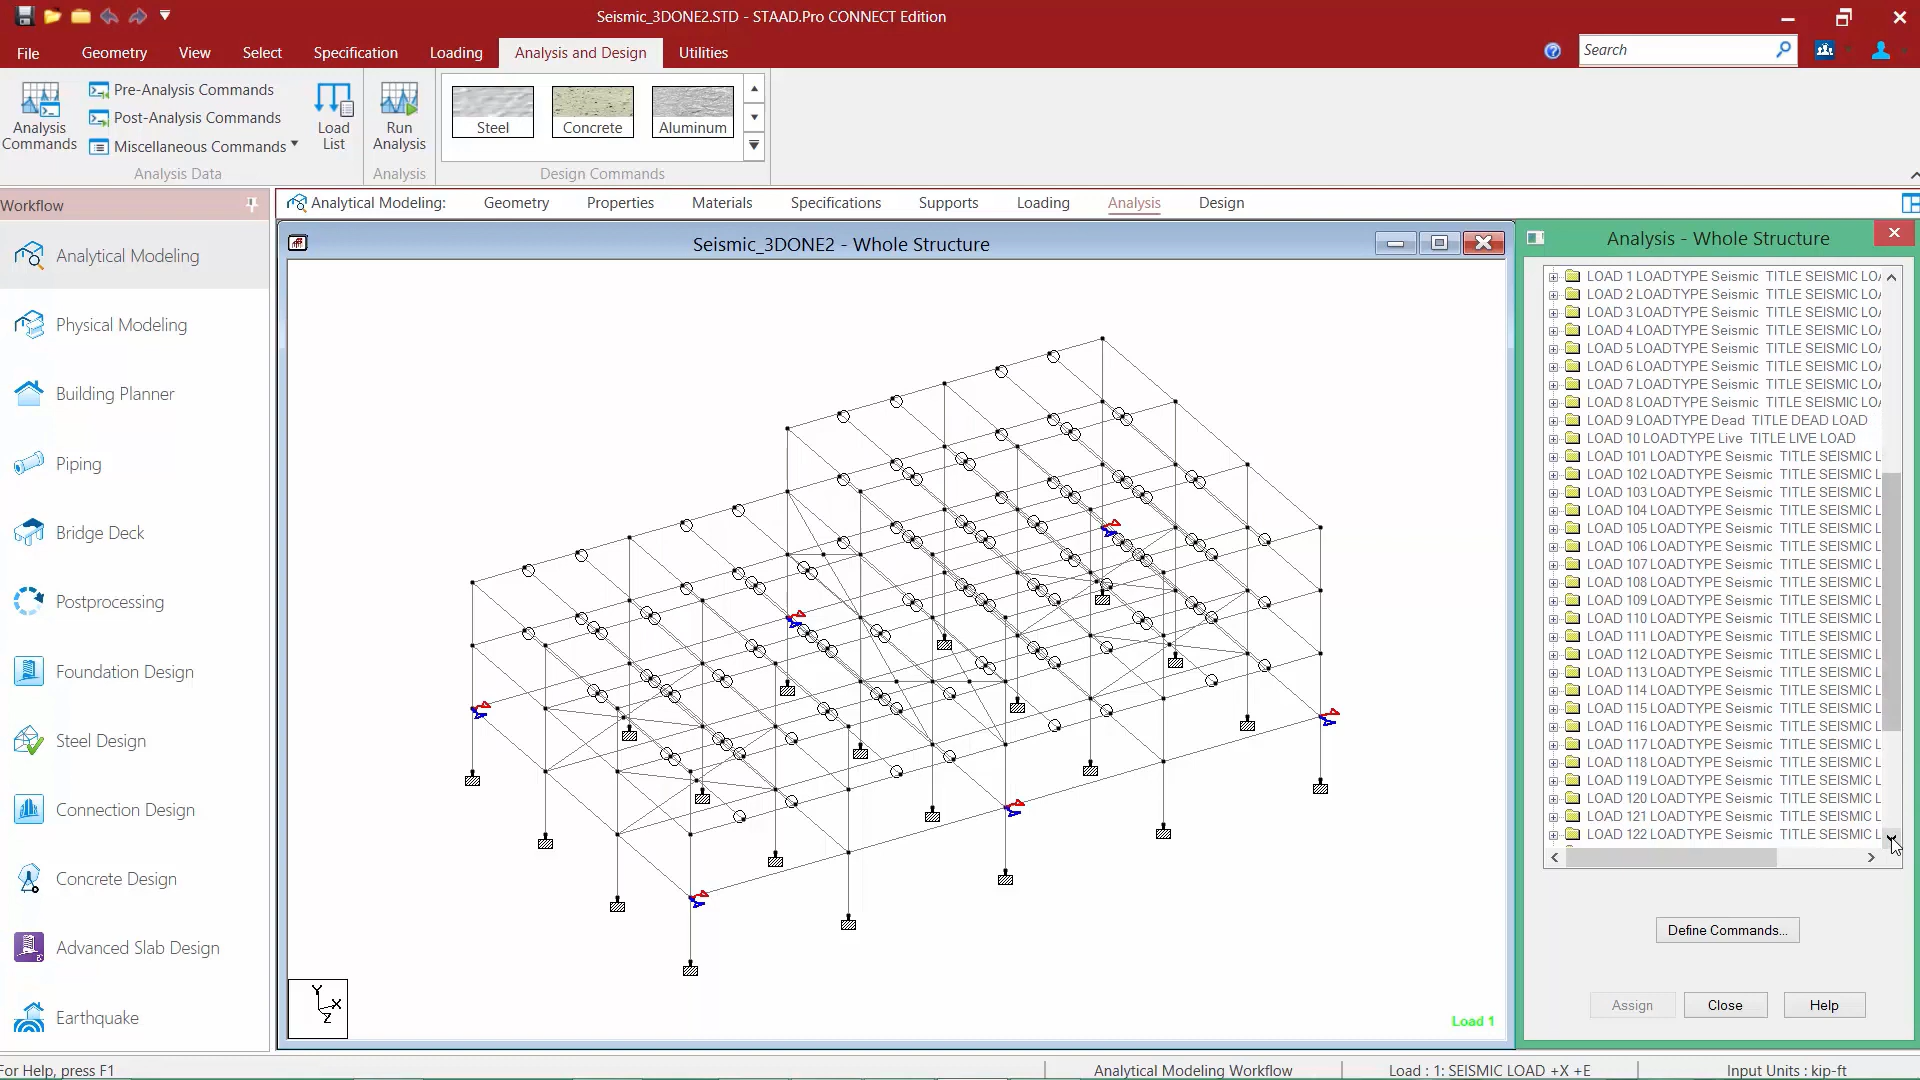 Seismic_3DONE2.STD - STAAD.Pro CONNECT Edition
File
Geometry
View
Select
Specification
Loading
Analysis and Design
Utilities
Search
Analysis Commands
Pre-Analysis Commands
Post-Analysis Commands
Miscellaneous Commands
Load List
Run Analysis
Steel
Concrete
Aluminum
Analysis Data
Analysis
Design Commands
Workflow
Analytical Modeling:
Geometry
Properties
Materials
Specifications
Supports
Loading
Analysis
Design
Analytical Modeling
Physical Modeling
Building Planner
Piping
Bridge Deck
Postprocessing
Foundation Design
Steel Design
Connection Design
Concrete Design
Advanced Slab Design
Earthquake
Seismic_3DONE2 - Whole Structure
Y
X
Z
Load 1
Analysis - Whole Structure
LOAD 1 LOADTYPE Seismic TITLE SEISMIC LOA
LOAD 2 LOADTYPE Seismic TITLE SEISMIC LOA
LOAD 3 LOADTYPE Seismic TITLE SEISMIC LOA
LOAD 4 LOADTYPE Seismic TITLE SEISMIC LOA
LOAD 5 LOADTYPE Seismic TITLE SEISMIC LOA
LOAD 6 LOADTYPE Seismic TITLE SEISMIC LOA
LOAD 7 LOADTYPE Seismic TITLE SEISMIC LOA
LOAD 8 LOADTYPE Seismic TITLE SEISMIC LOA
LOAD 9 LOADTYPE Dead TITLE DEAD LOAD
LOAD 10 LOADTYPE Live TITLE LIVE LOAD
LOAD 101 LOADTYPE Seismic TITLE SEISMIC L
LOAD 102 LOADTYPE Seismic TITLE SEISMIC L
LOAD 103 LOADTYPE Seismic TITLE SEISMIC L
LOAD 104 LOADTYPE Seismic TITLE SEISMIC L
LOAD 105 LOADTYPE Seismic TITLE SEISMIC L
LOAD 106 LOADTYPE Seismic TITLE SEISMIC L
LOAD 107 LOADTYPE Seismic TITLE SEISMIC L
LOAD 108 LOADTYPE Seismic TITLE SEISMIC L
LOAD 109 LOADTYPE Seismic TITLE SEISMIC L
LOAD 110 LOADTYPE Seismic TITLE SEISMIC L
LOAD 111 LOADTYPE Seismic TITLE SEISMIC L
LOAD 112 LOADTYPE Seismic TITLE SEISMIC L
LOAD 113 LOADTYPE Seismic TITLE SEISMIC L
LOAD 114 LOADTYPE Seismic TITLE SEISMIC L
LOAD 115 LOADTYPE Seismic TITLE SEISMIC L
LOAD 116 LOADTYPE Seismic TITLE SEISMIC L
LOAD 117 LOADTYPE Seismic TITLE SEISMIC L
LOAD 118 LOADTYPE Seismic TITLE SEISMIC L
LOAD 119 LOADTYPE Seismic TITLE SEISMIC L
LOAD 120 LOADTYPE Seismic TITLE SEISMIC L
LOAD 121 LOADTYPE Seismic TITLE SEISMIC L
LOAD 122 LOADTYPE Seismic TITLE SEISMIC L
Define Commands...
Assign
Close
Help
For Help, press F1
Analytical Modeling Workflow
Load : 1: SEISMIC LOAD +X +E
Input Units : kip-ft